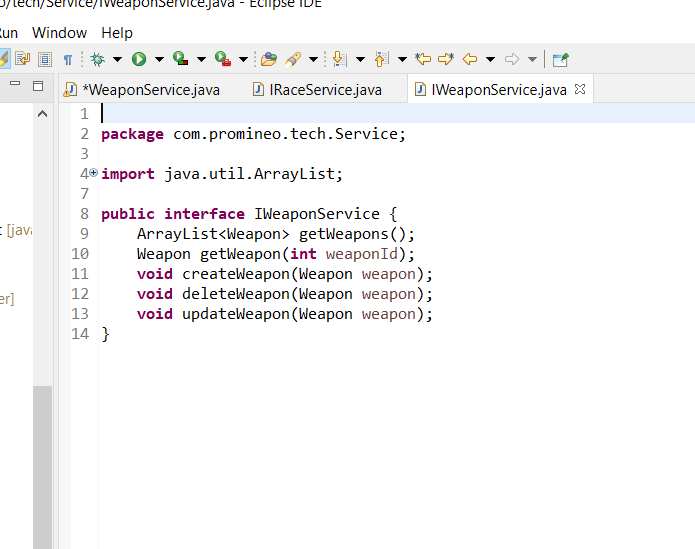 o/tech/Service/IWeaponService.java - Eclipse IDE
Run Window Help
*WeaponService.java IRaceService.java IWeaponService.java
1
2 package com.promineo.tech.Service;
3
4 import java.util.ArrayList;
7
8 public interface IWeaponService {
9 ArrayList<Weapon> getWeapons();
10 Weapon getWeapon(int weaponId);
11 void createWeapon(Weapon weapon);
12 void deleteWeapon(Weapon weapon);
13 void updateWeapon(Weapon weapon);
14 }
t [java
er]